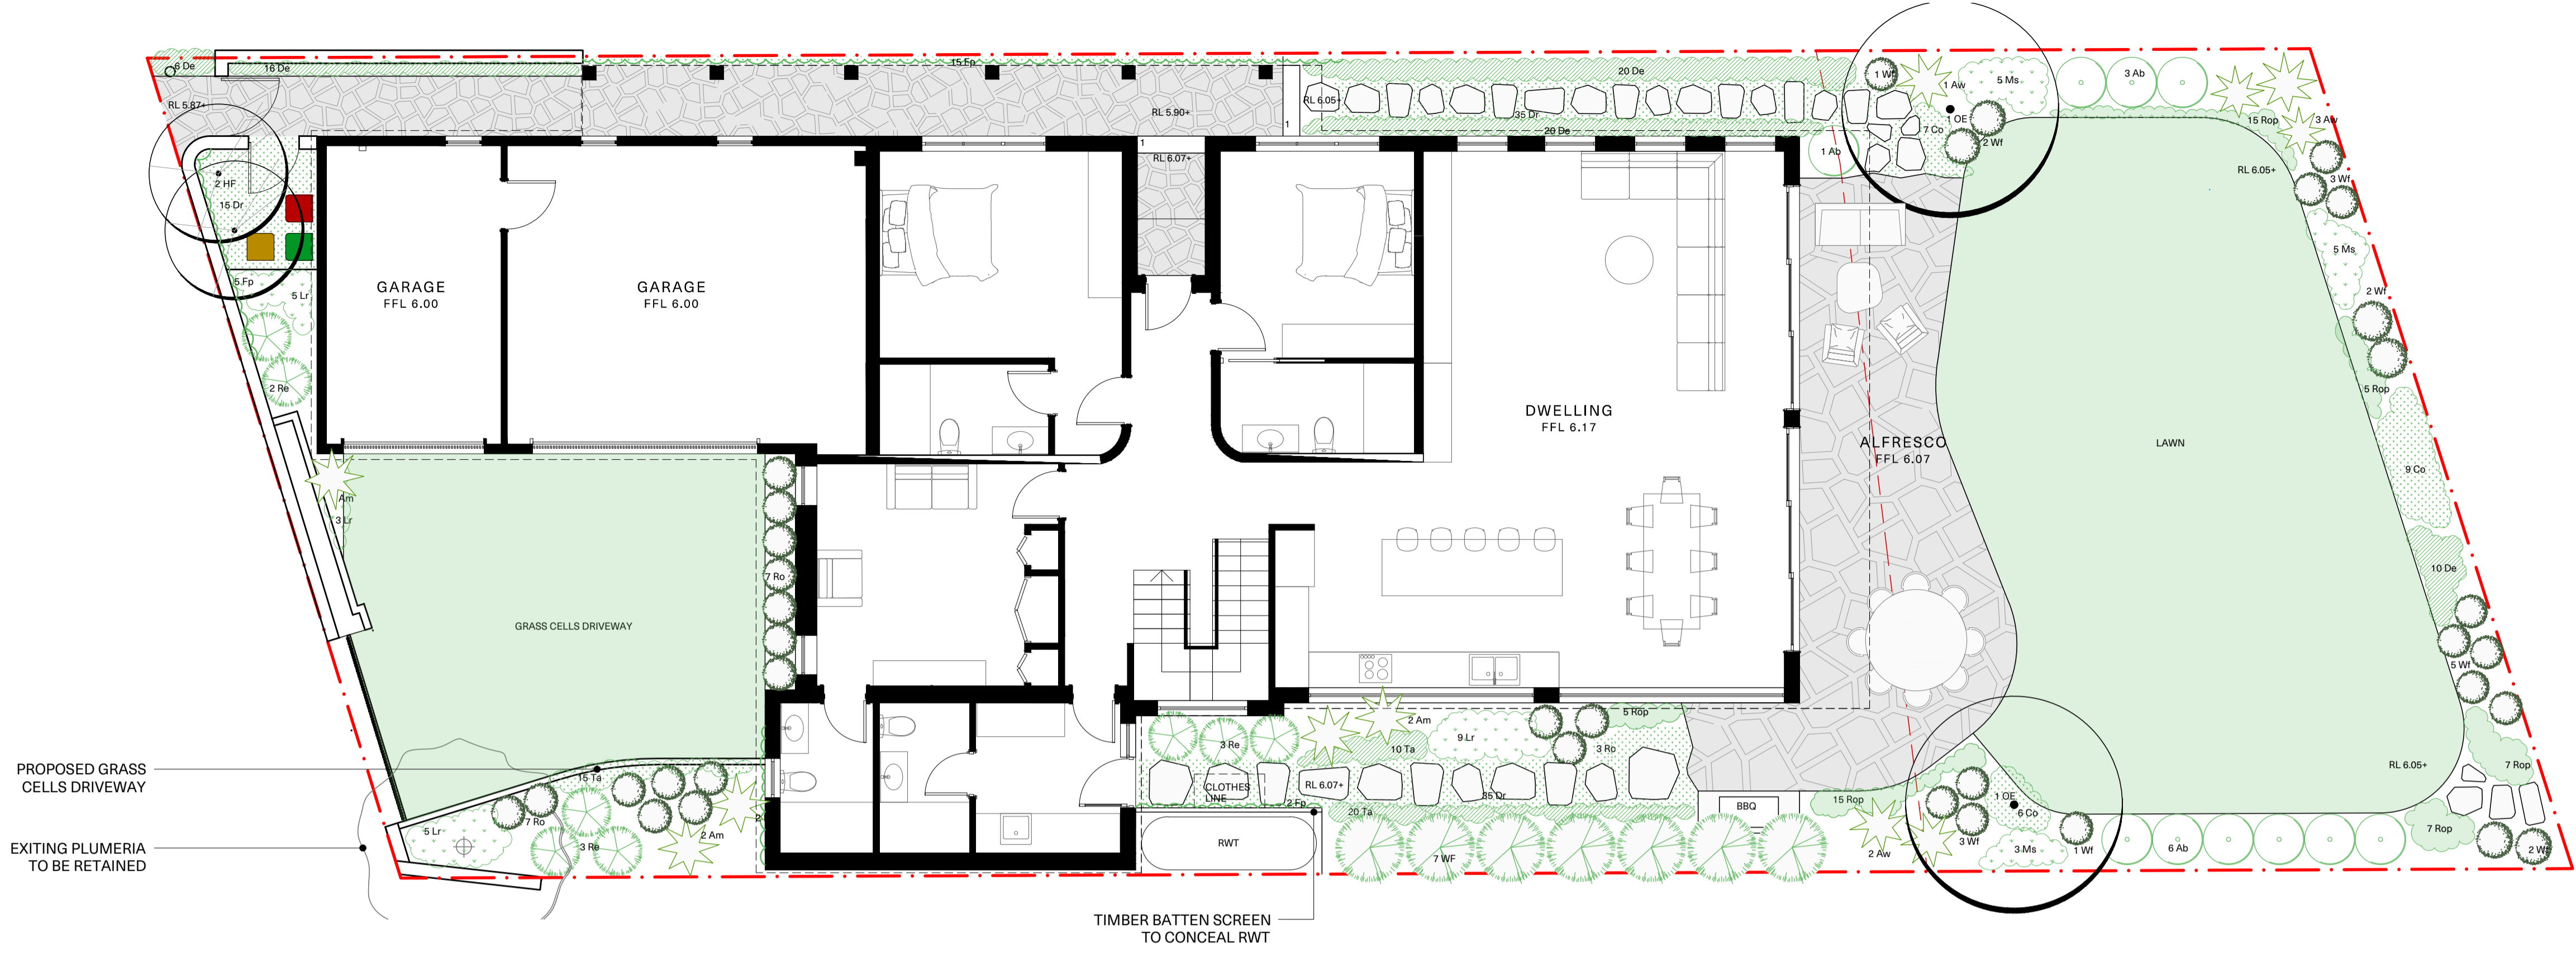 6 De
16 De
15 Fp
20 De
1 Wf
1 Aw
5 Ms
3 Ab
RL 5.87+
RL 5.90+
RL 6.05+
35 Dr
20 De
1 OE
7 Co
2 Wf
15 Rop
3 Aw
1
1
RL 6.07+
1 Ab
RL 6.05+
3 Wf
2 HF
15 Dr
5 Ms
5 Fp
5 Lr
GARAGE
FFL 6.00
GARAGE
FFL 6.00
2 Wf
2 Re
5 Rop
DWELLING
FFL 6.17
ALFRESCO
FFL 6.07
LAWN
9 Co
Am
3 Lr
7 Ro
10 De
GRASS CELLS DRIVEWAY
5 Wf
2 Am
5 Rop
3 Re
9 Lr
10 Ta
3 Ro
PROPOSED GRASS
CELLS DRIVEWAY
15 Ta
CLOTHES
LINE
RL 6.07+
35 Dr
2 Fp
20 Ta
BBQ
15 Rop
1 OE
6 Co
RL 6.05+
7 Rop
7 Ro
5 Lr
2 Am
2
3 Re
EXITING PLUMERIA
TO BE RETAINED
RWT
7 WF
2 Aw
3 Wf
3 Ms
1 Wf
6 Ab
7 Rop
2 Wf
TIMBER BATTEN SCREEN
TO CONCEAL RWT